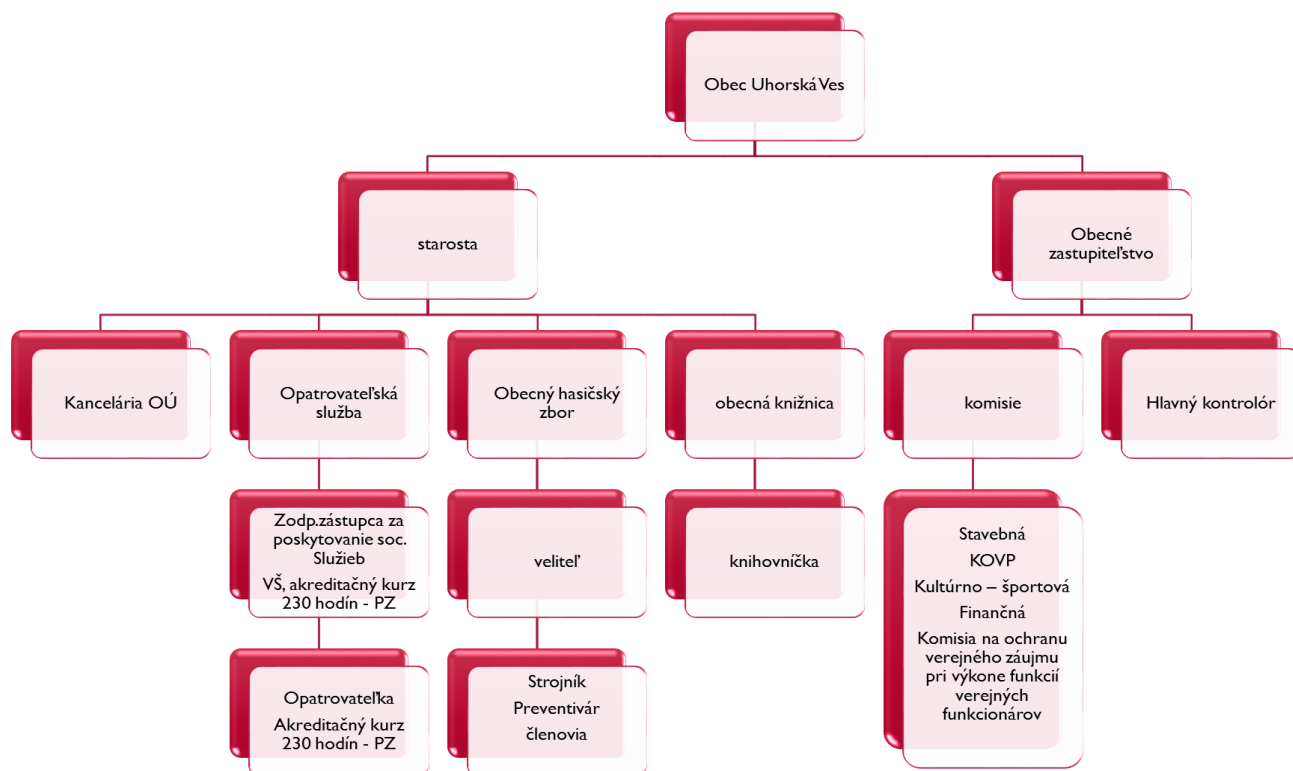 Obec Uhorská Ves
starosta
Obecné
zastupiteľstvo
Kancelária OÚ
Opatrovateľská
služba
Obecný hasičský
zbor
obecná knižnica
komisie
Hlavný kontrolór
Zodp.zástupca za
poskytovanie soc.
Služieb
VŠ, akreditačný kurz
230 hodín - PZ
veliteľ
knihovníčka
Stavebná
KOVP
Kultúrno – športová
Finančná
Komisia na ochranu
verejného záujmu
pri výkone funkcií
verejných
funkcionárov
Opatrovateľka
Akreditačný kurz
230 hodín - PZ
Strojník
Preventivár
členovia